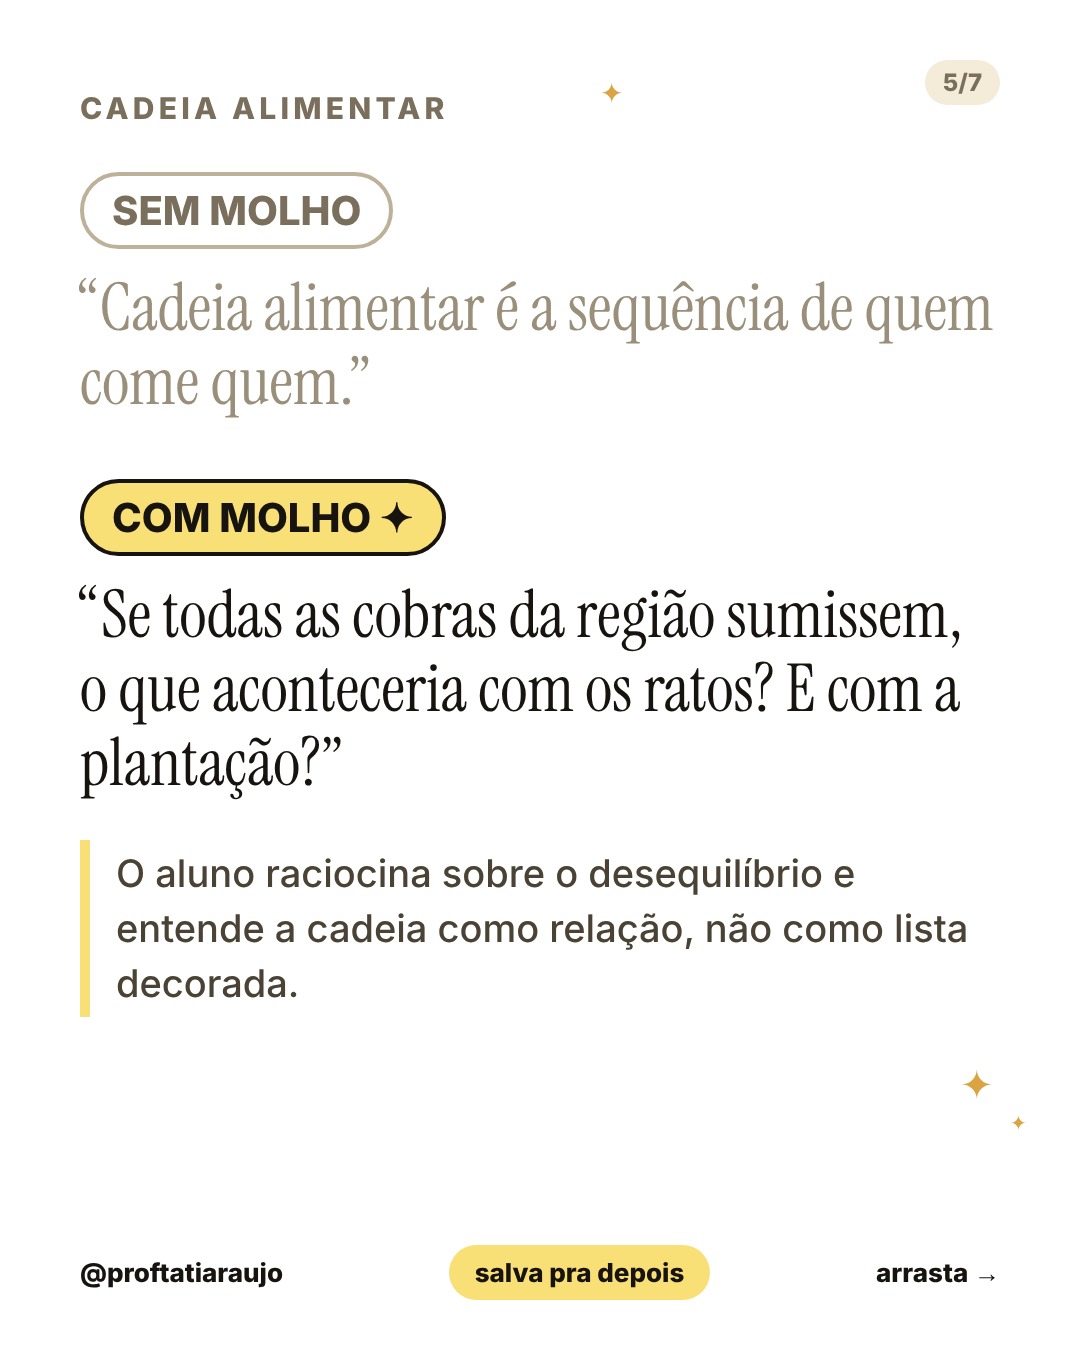 CADEIA ALIMENTAR
5/7
SEM MOLHO
“Cadeia alimentar é a sequência de quem
come quem.”
COM MOLHO ✦
“Se todas as cobras da região sumissem,
o que aconteceria com os ratos? E com a
plantação?”
O aluno raciocina sobre o desequilíbrio e
entende a cadeia como relação, não como lista
decorada.
@proftatiaraujo
salva pra depois
arrasta →